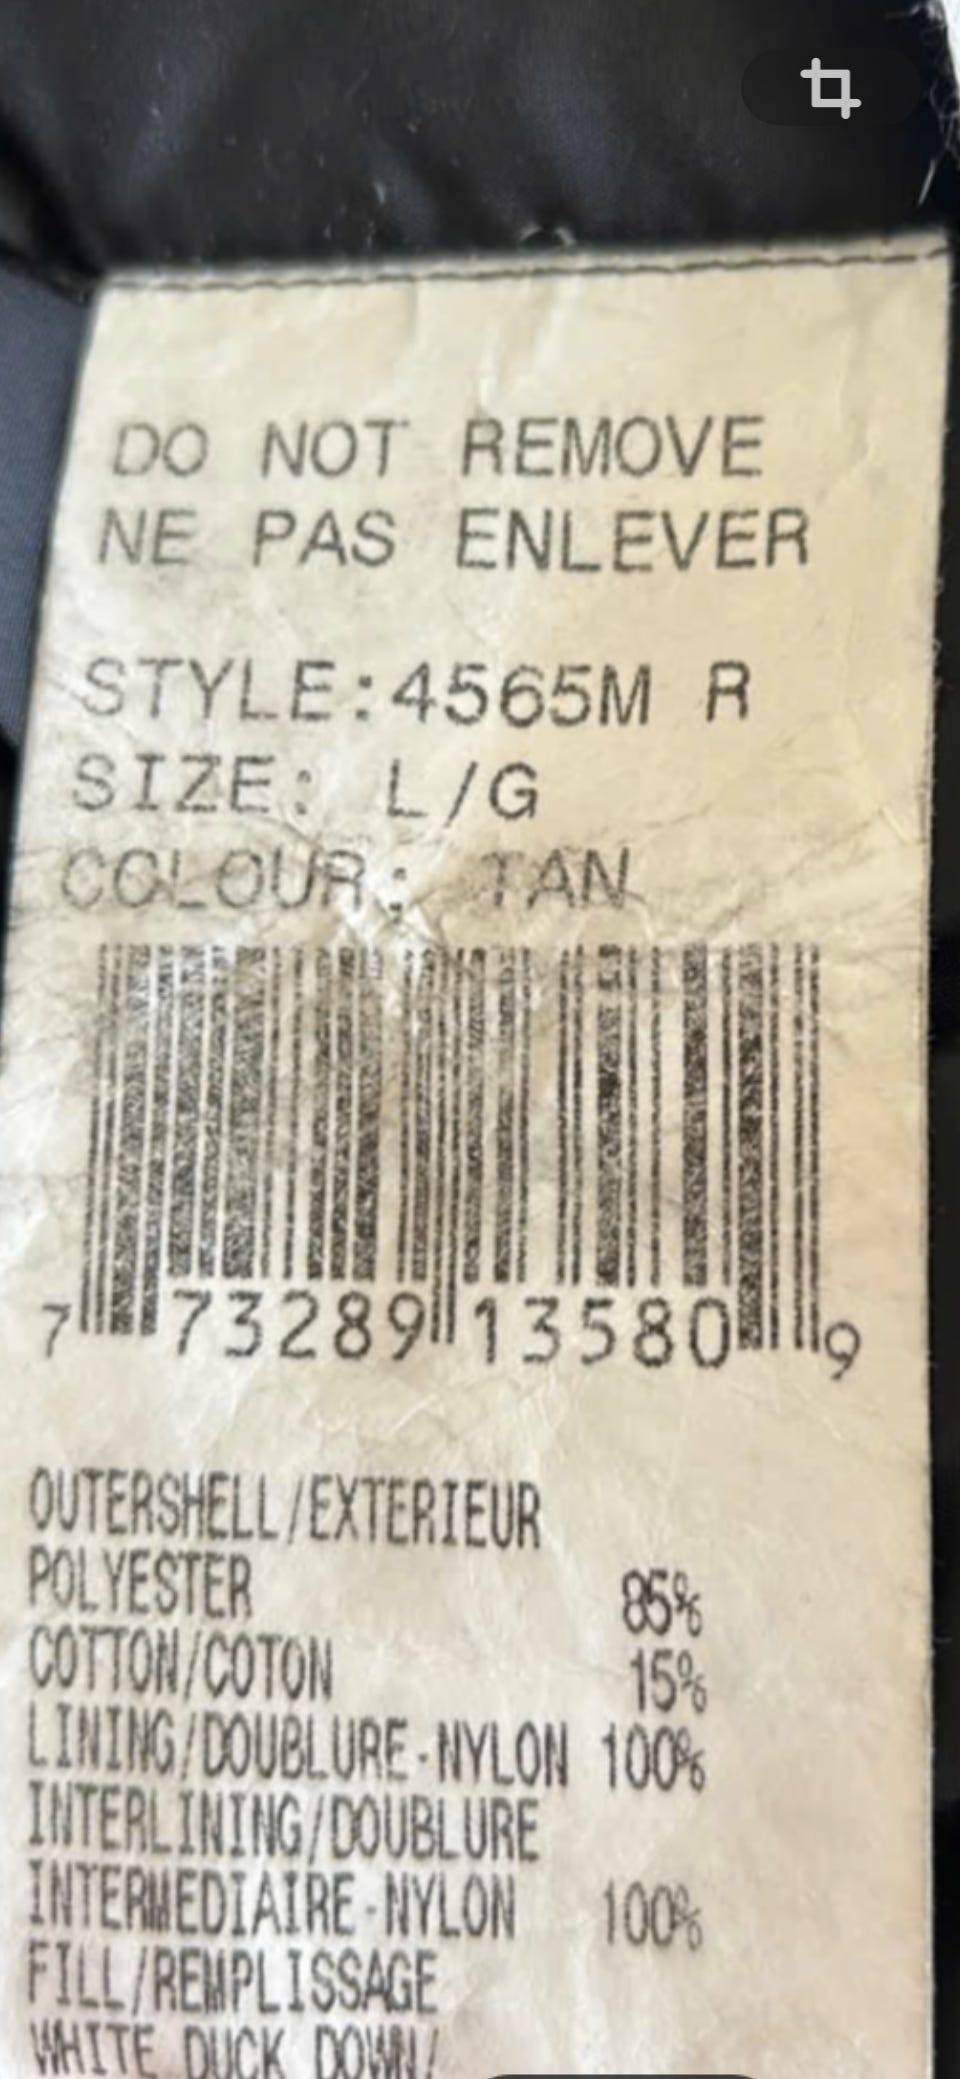 DO NOT REMOVE
NE PAS ENLEVER
STYLE:4565M R
SIZE: L/G
COLOUR: TAN
7 73289 13580 9
OUTERSHELL/EXTERIEUR
POLYESTER 85%
COTTON/COTON 15%
LINING/DOUBLURE-NYLON 100%
INTERLINING/DOUBLURE
INTERMEDIAIRE-NYLON 100%
FILL/REMPLISSAGE
WHITE DUCK DOWN/